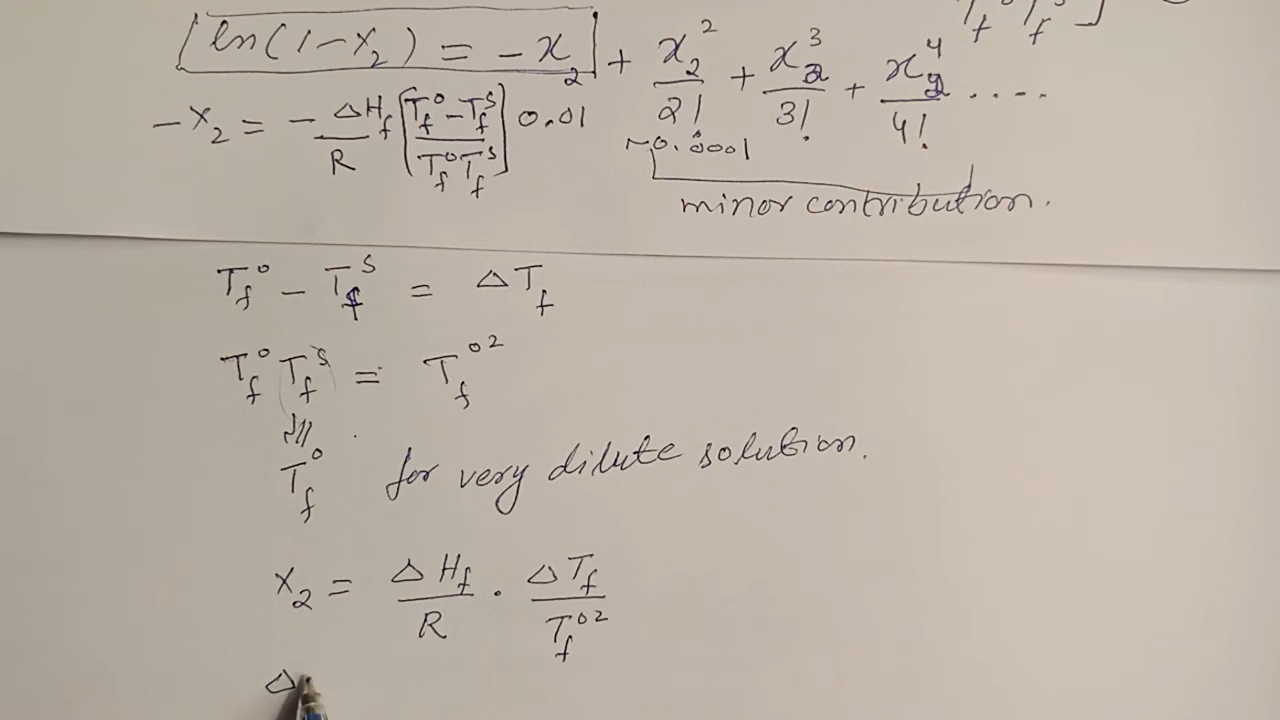 ln(1-x₂) = -x₂ + x₂²/2! + x₂³/3! + x₂⁴/4! ....
-x₂ = -ΔH_f/R [T_f° - T_f^s / T_f° T_f^s] 0.01 ~0.0001
minor contribution.
T_f° - T_f^s = ΔT_f
T_f° T_f^s = T_f°²
T_f° for very dilute solution.
x₂ = ΔH_f/R · ΔT_f/T_f°²
Δ